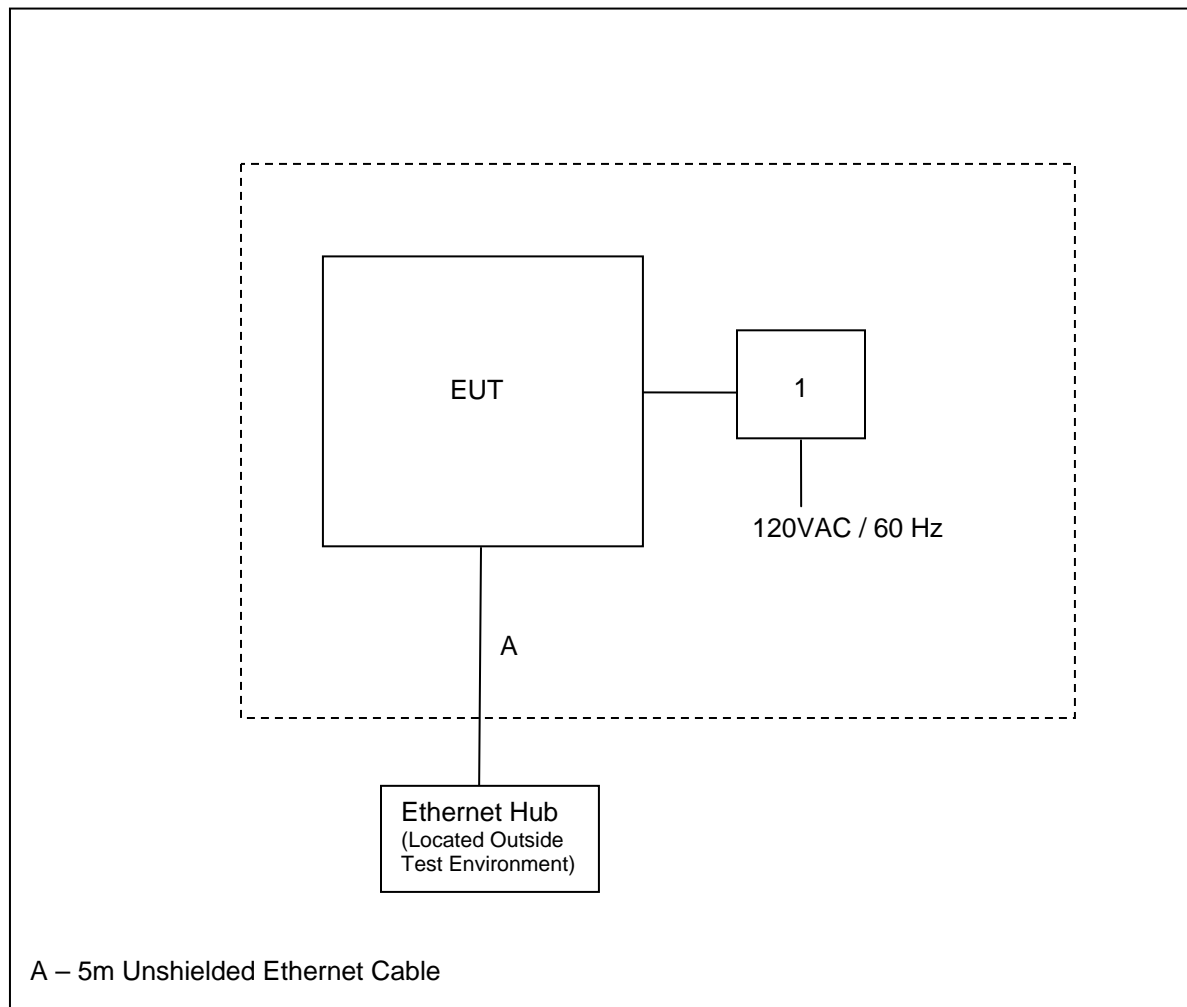 EUT
1
120VAC / 60 Hz
A
Ethernet Hub
(Located Outside
Test Environment)
A – 5m Unshielded Ethernet Cable